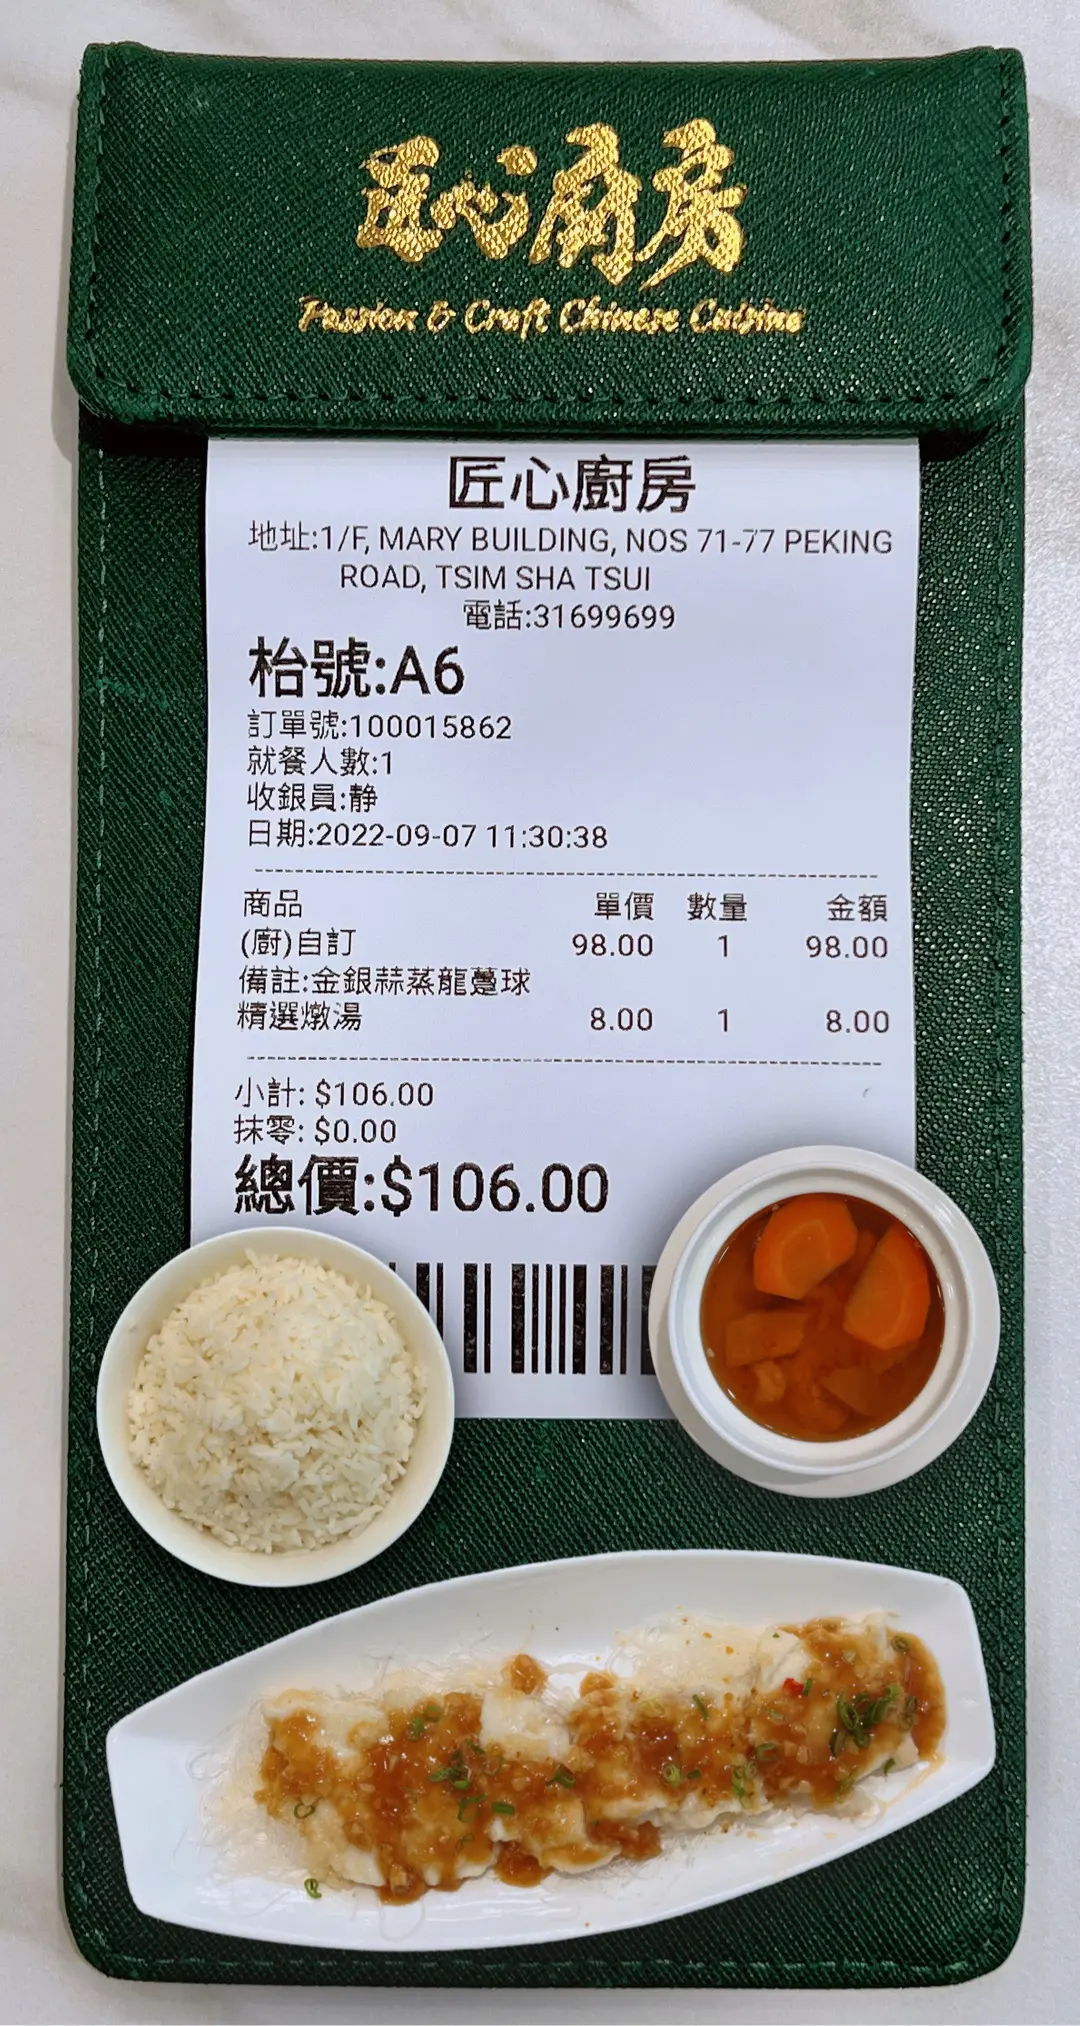 匠心廚房
Passion & Craft Chinese Cuisine
匠心廚房
地址:1/F, MARY BUILDING, NOS 71-77 PEKING
ROAD, TSIM SHA TSUI
電話:31699699
枱號:A6
訂單號:100015862
就餐人數:1
收銀員:静
日期:2022-09-07 11:30:38
商品 單價 數量 金額
(廚)自訂 98.00 1 98.00
備註:金銀蒜蒸龍躉球
精選燉湯 8.00 1 8.00
小計: $106.00
抹零: $0.00
總價:$106.00